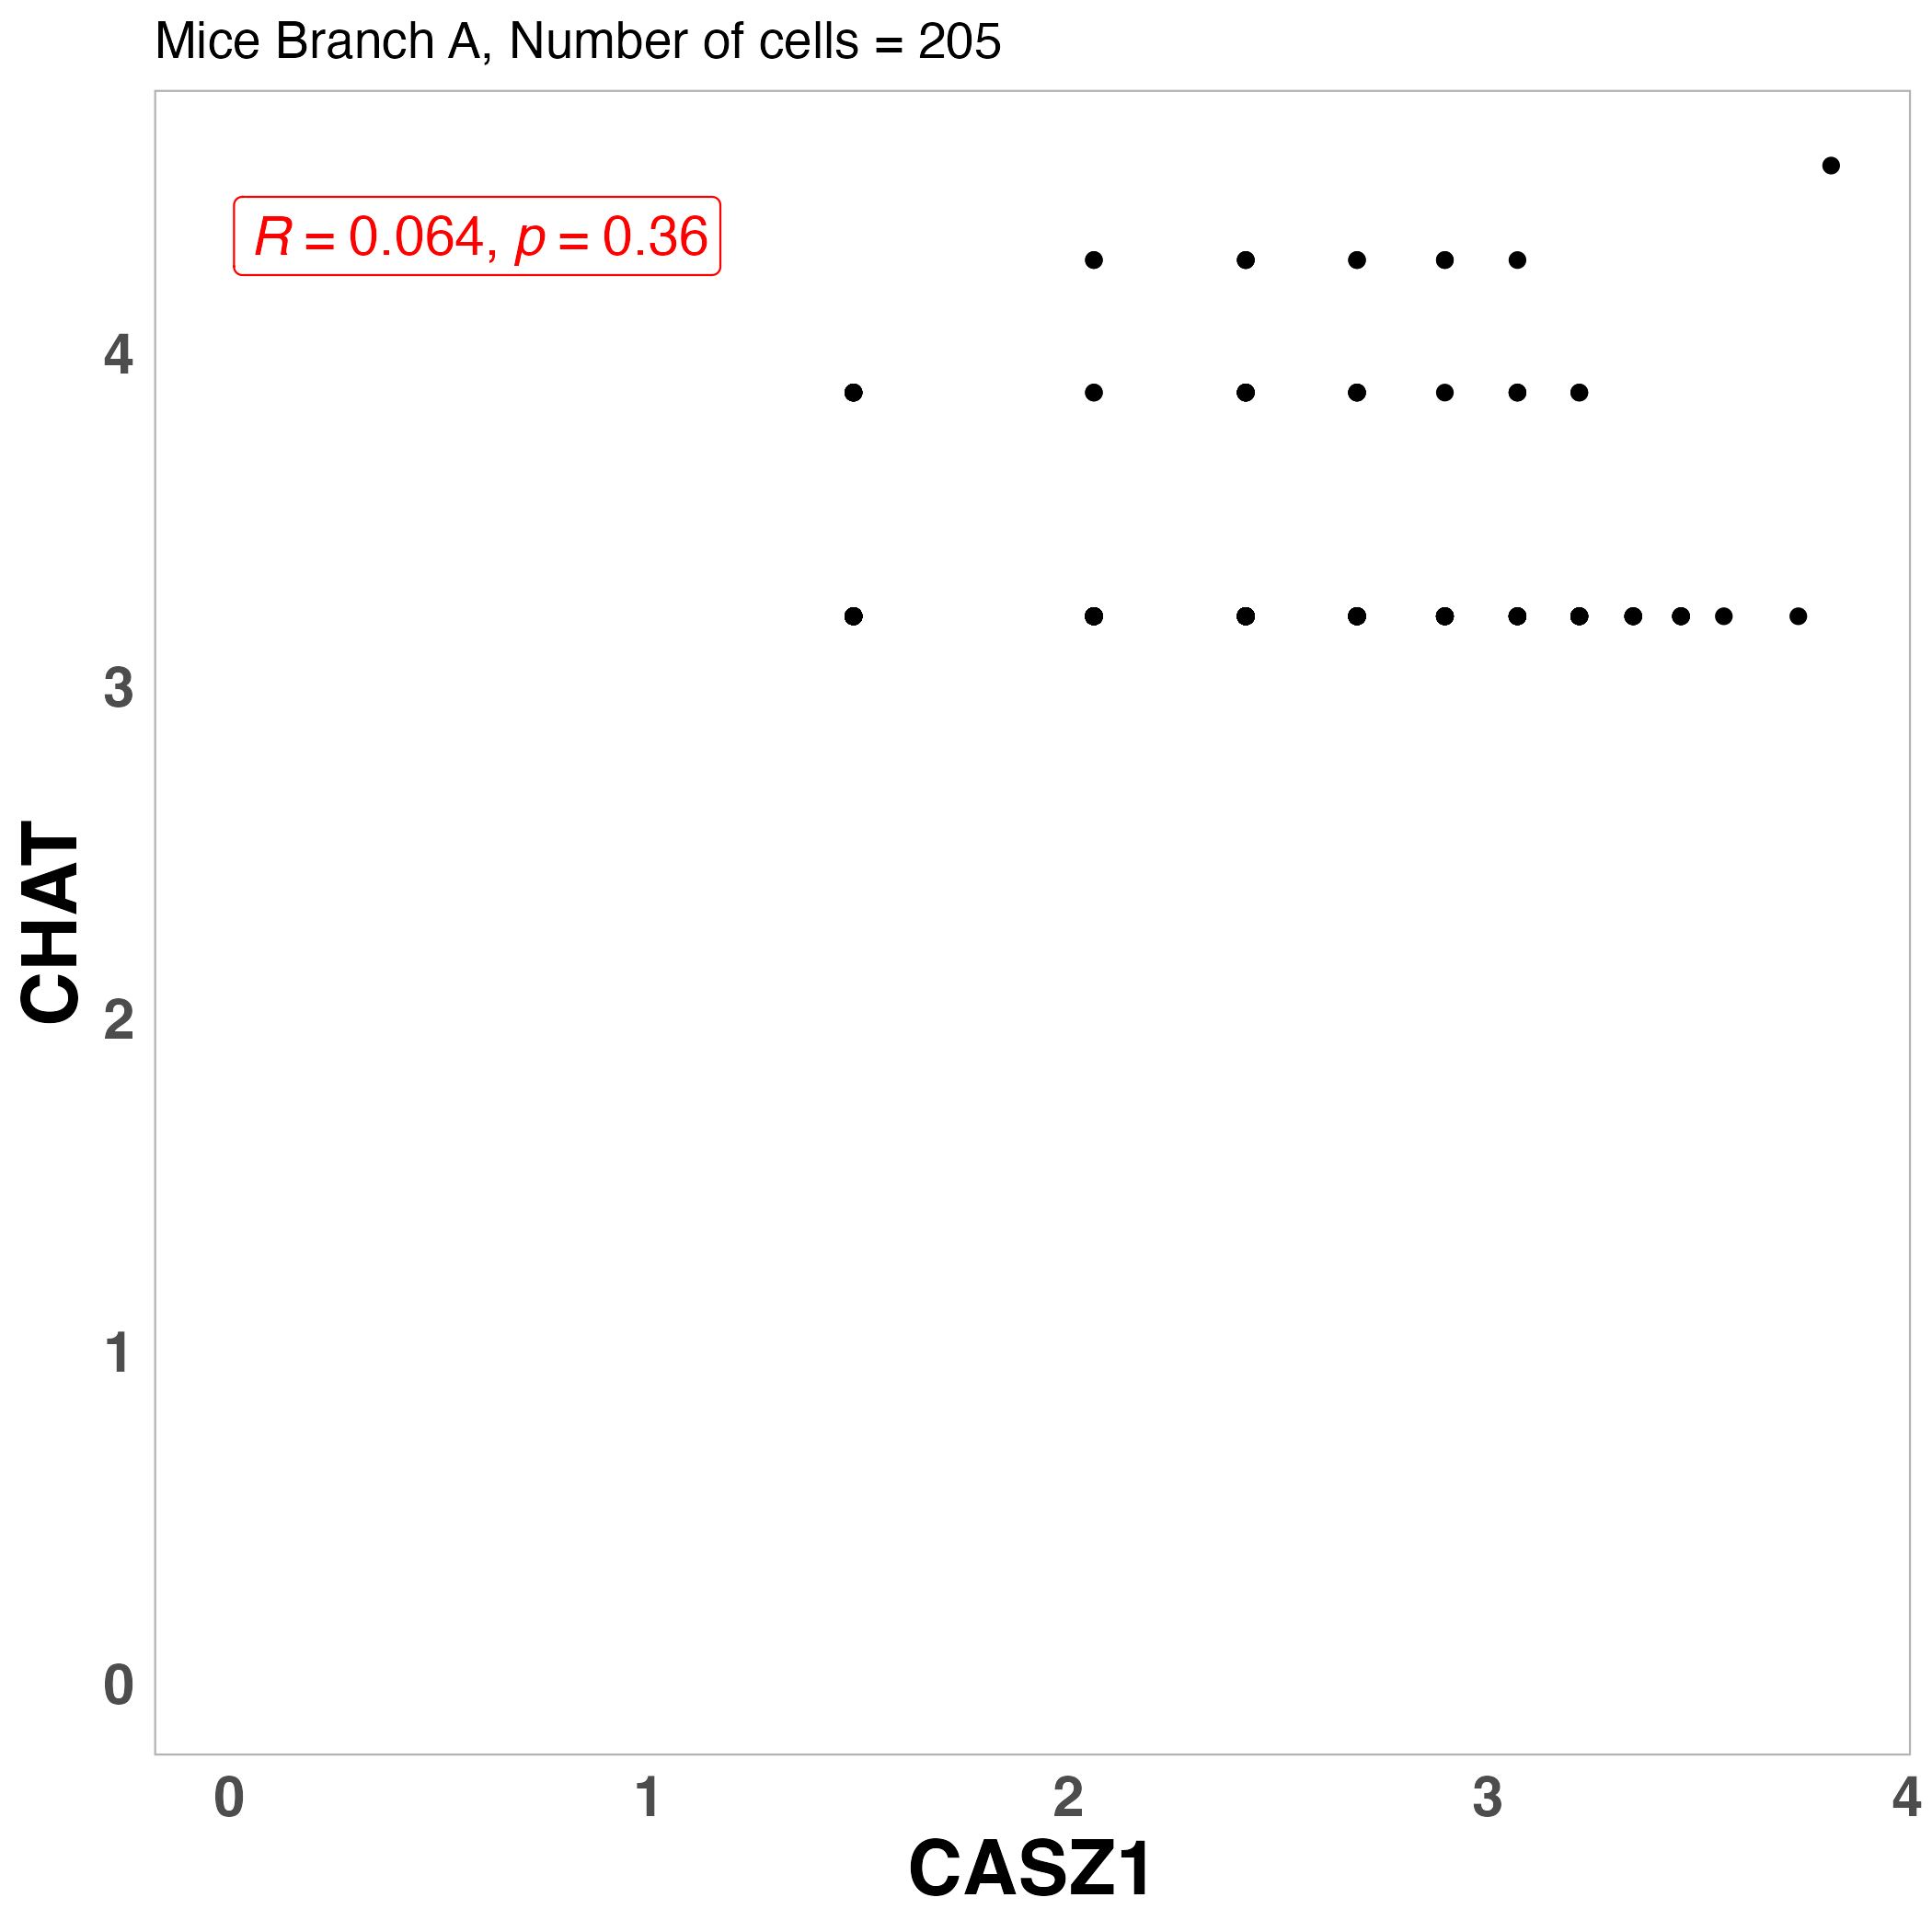 Mice Branch A, Number of cells = 205
R = 0.064, p = 0.36
4
3
2
1
0
CHAT
0 1 2 3 4
CASZ1